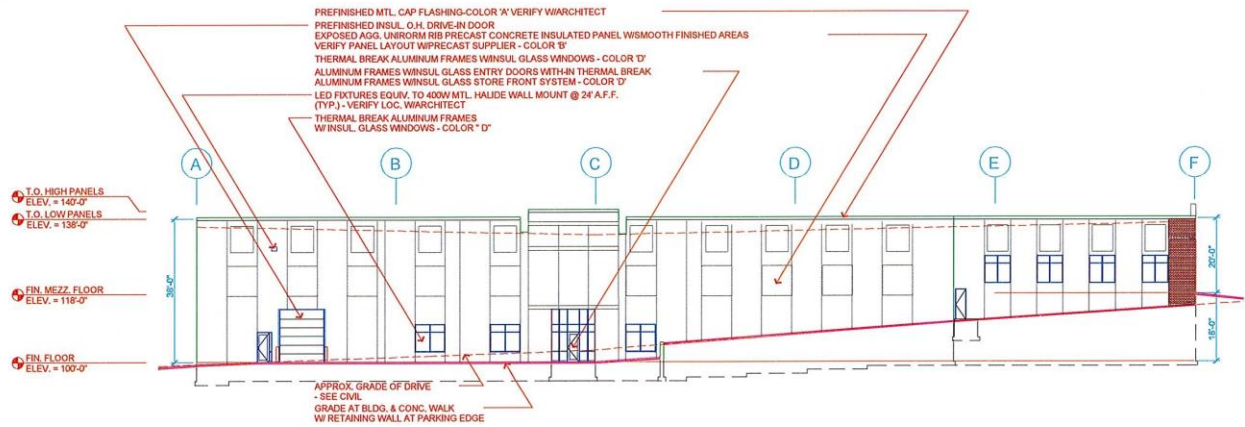 PREFINISHED MTL. CAP FLASHING-COLOR 'A' VERIFY W/ARCHITECT
PREFINISHED INSUL. O.H. DRIVE-IN DOOR
EXPOSED AGG. UNIRORM RIB PRECAST CONCRETE INSULATED PANEL W/SMOOTH FINISHED AREAS
VERIFY PANEL LAYOUT W/PRECAST SUPPLIER - COLOR 'B'
THERMAL BREAK ALUMINUM FRAMES W/INSUL GLASS WINDOWS - COLOR 'D'
ALUMINUM FRAMES W/INSUL GLASS ENTRY DOORS WITH-IN THERMAL BREAK
ALUMINUM FRAMES W/INSUL GLASS STORE FRONT SYSTEM - COLOR 'D'
LED FIXTURES EQUIV. TO 400W MTL. HALIDE WALL MOUNT @ 24' A.F.F.
(TYP.) - VERIFY LOC. W/ARCHITECT
THERMAL BREAK ALUMINUM FRAMES
W/ INSUL. GLASS WINDOWS - COLOR " D"
A B C D E F
T.O. HIGH PANELS
ELEV. = 140'-0"
T.O. LOW PANELS
ELEV. = 136'-0"
FIN. MEZZ. FLOOR
ELEV. = 118'-0"
FIN. FLOOR
ELEV. = 100'-0"
36'-0"
20'-0"
16'-0"
APPROX. GRADE OF DRIVE
- SEE CIVIL
GRADE AT BLDG. & CONC. WALK
W/ RETAINING WALL AT PARKING EDGE